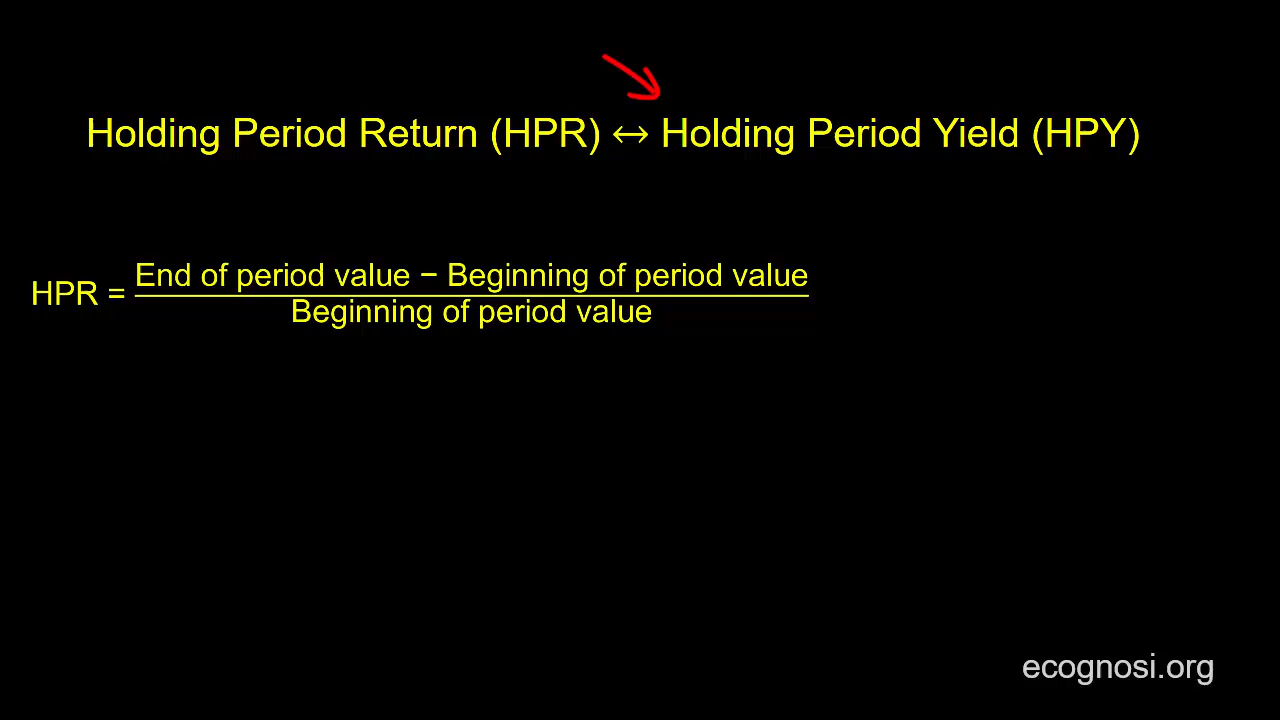 Holding Period Return (HPR) ↔ Holding Period Yield (HPY)
HPR = End of period value − Beginning of period value
Beginning of period value
ecognosi.org